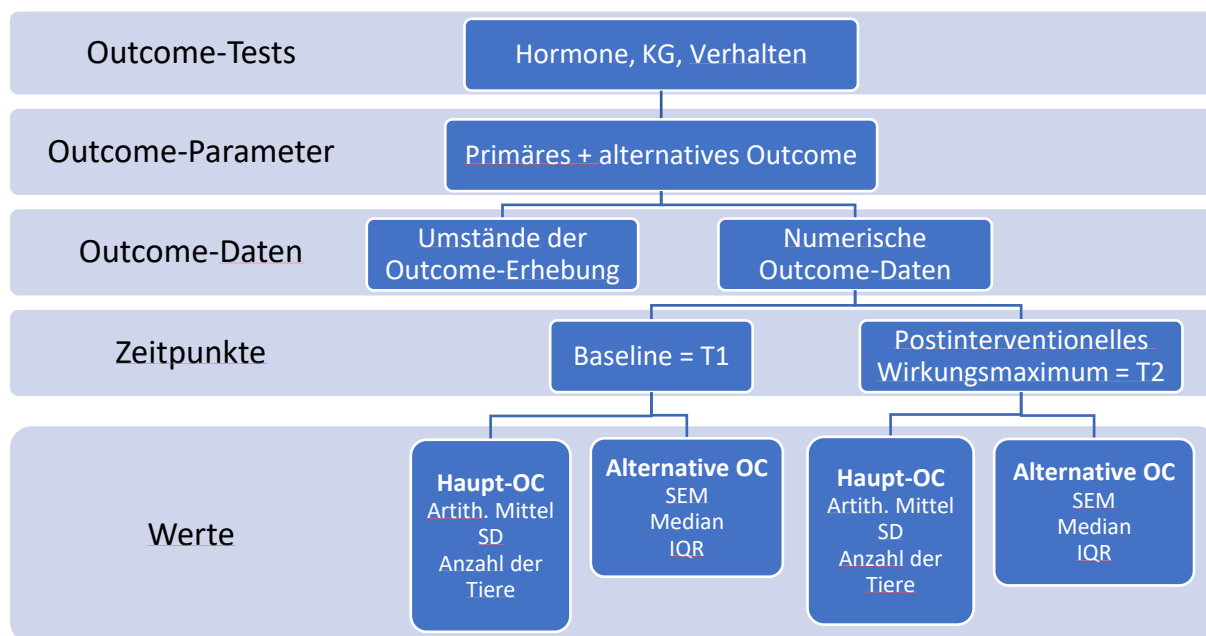 Outcome-Tests
Hormone, KG, Verhalten
Outcome-Parameter
Primäres + alternatives Outcome
Outcome-Daten
Umstände der
Outcome-Erhebung
Numerische
Outcome-Daten
Zeitpunkte
Baseline = T1
Postinterventionelles
Wirkungsmaximum = T2
Werte
Haupt-OC
Artith. Mittel
SD
Anzahl der
Tiere
Alternative OC
SEM
Median
IQR
Haupt-OC
Artith. Mittel
SD
Anzahl der
Tiere
Alternative OC
SEM
Median
IQR